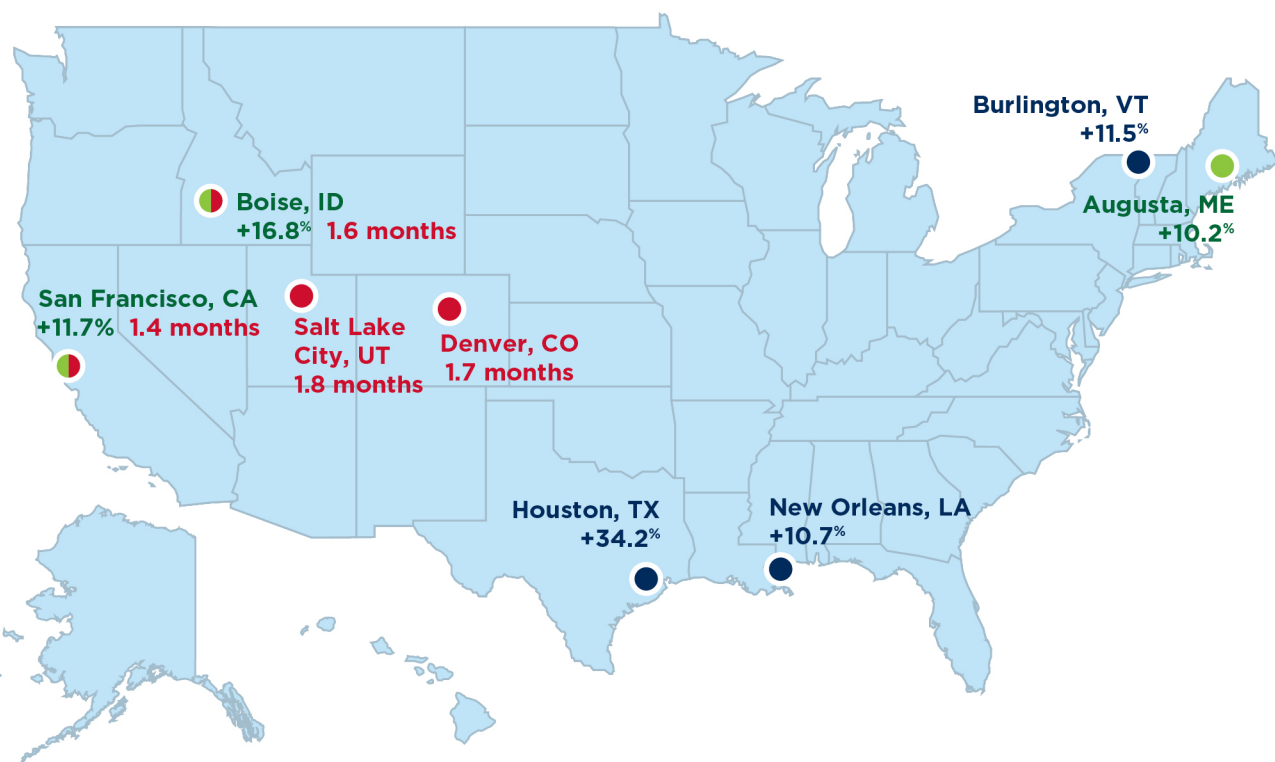 Burlington, VT
+11.5%
Augusta, ME
+10.2%
Boise, ID
+16.8% 1.6 months
San Francisco, CA
+11.7% 1.4 months
Salt Lake
City, UT
1.8 months
Denver, CO
1.7 months
Houston, TX
+34.2%
New Orleans, LA
+10.7%